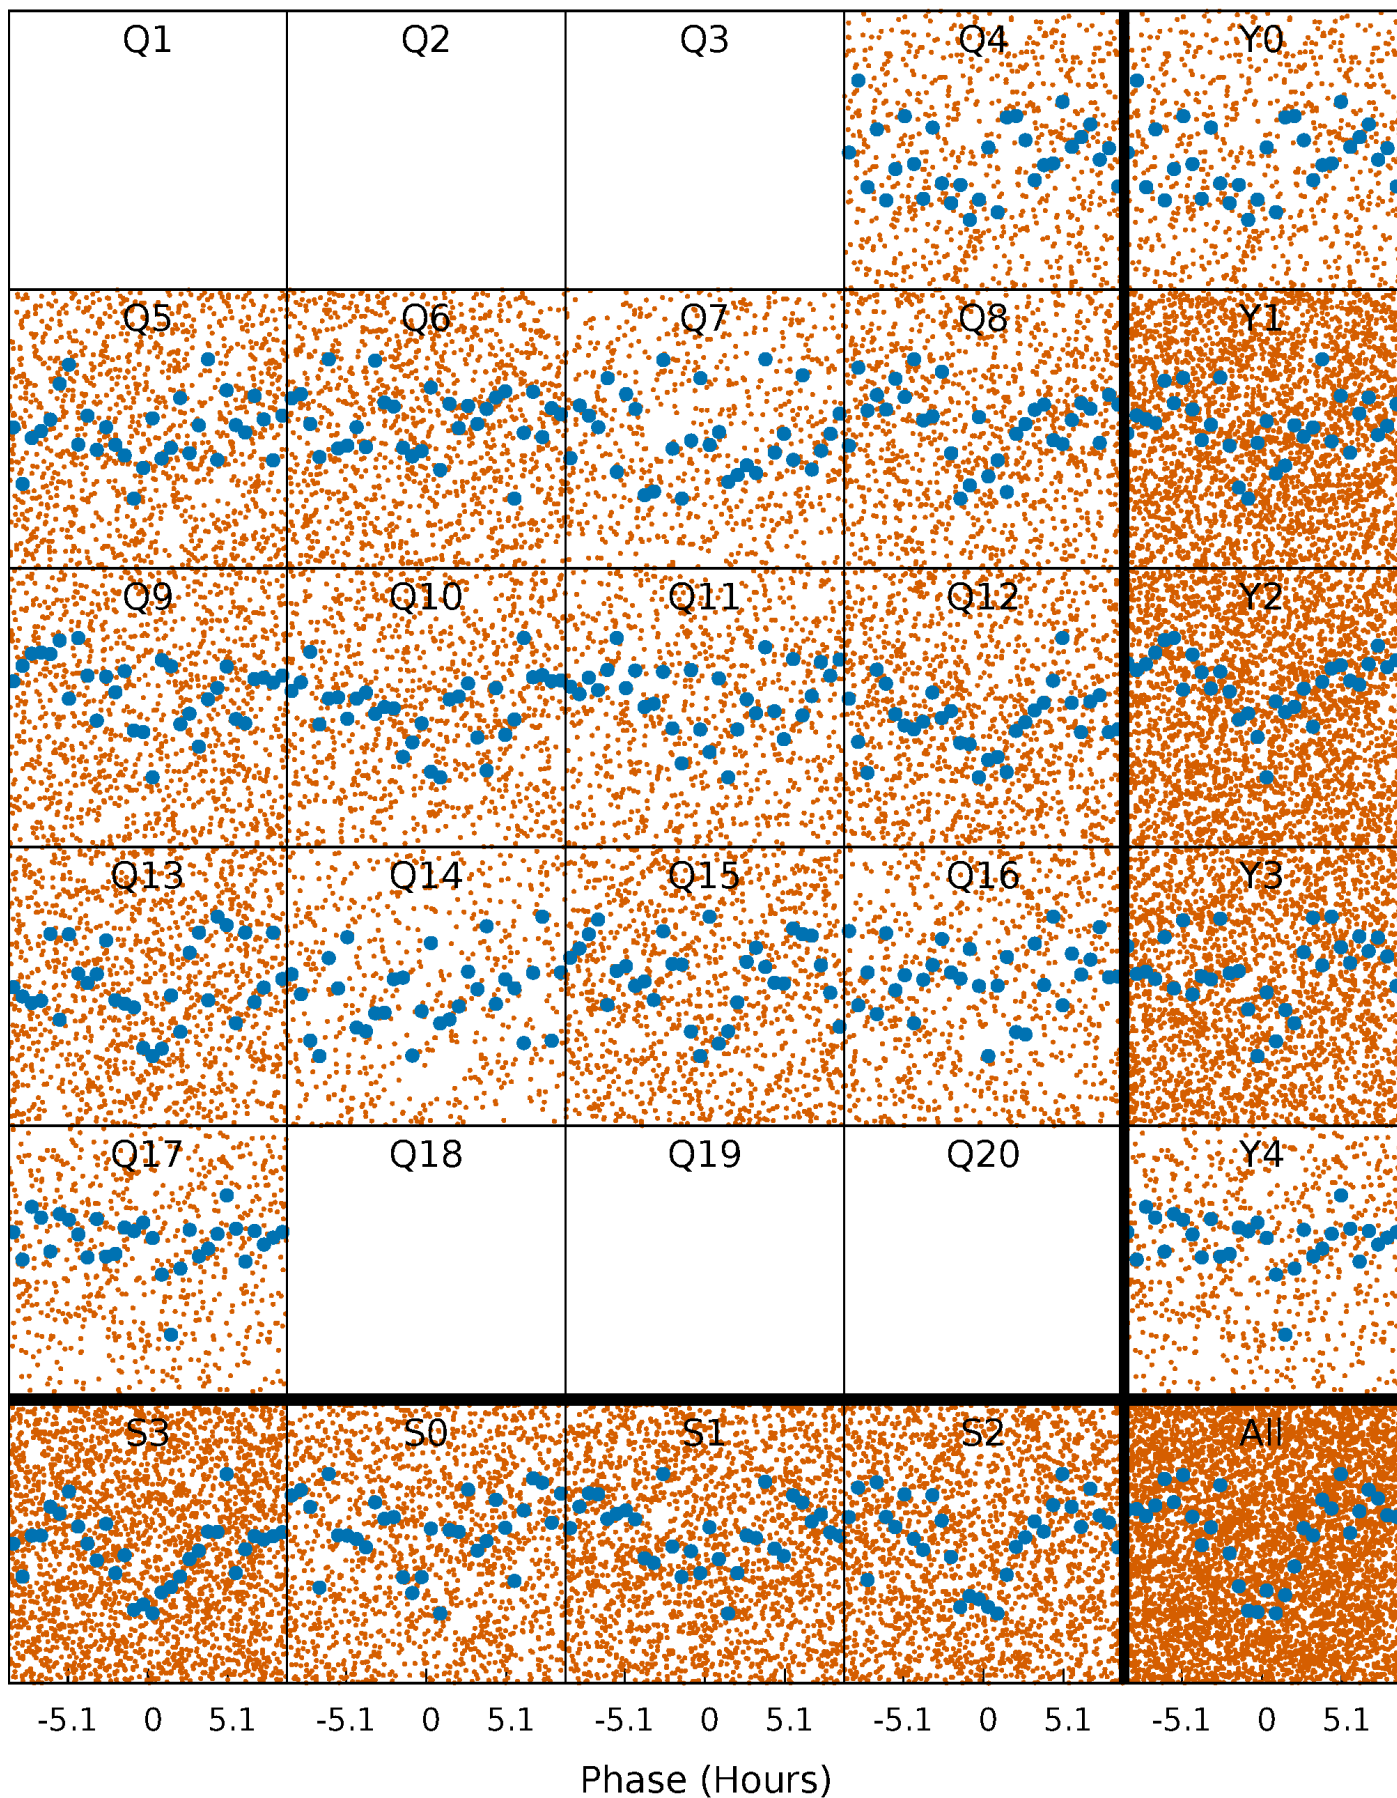 Q1 Q2 Q3 Q4 Y0
Q5 Q6 Q7 Q8 Y1
Q9 Q10 Q11 Q12 Y2
Q13 Q14 Q15 Q16 Y3
Q17 Q18 Q19 Q20 Y4
S3 S0 S1 S2 All
-5.1 0 5.1 -5.1 0 5.1 -5.1 0 5.1 -5.1 0 5.1 -5.1 0 5.1
Phase (Hours)